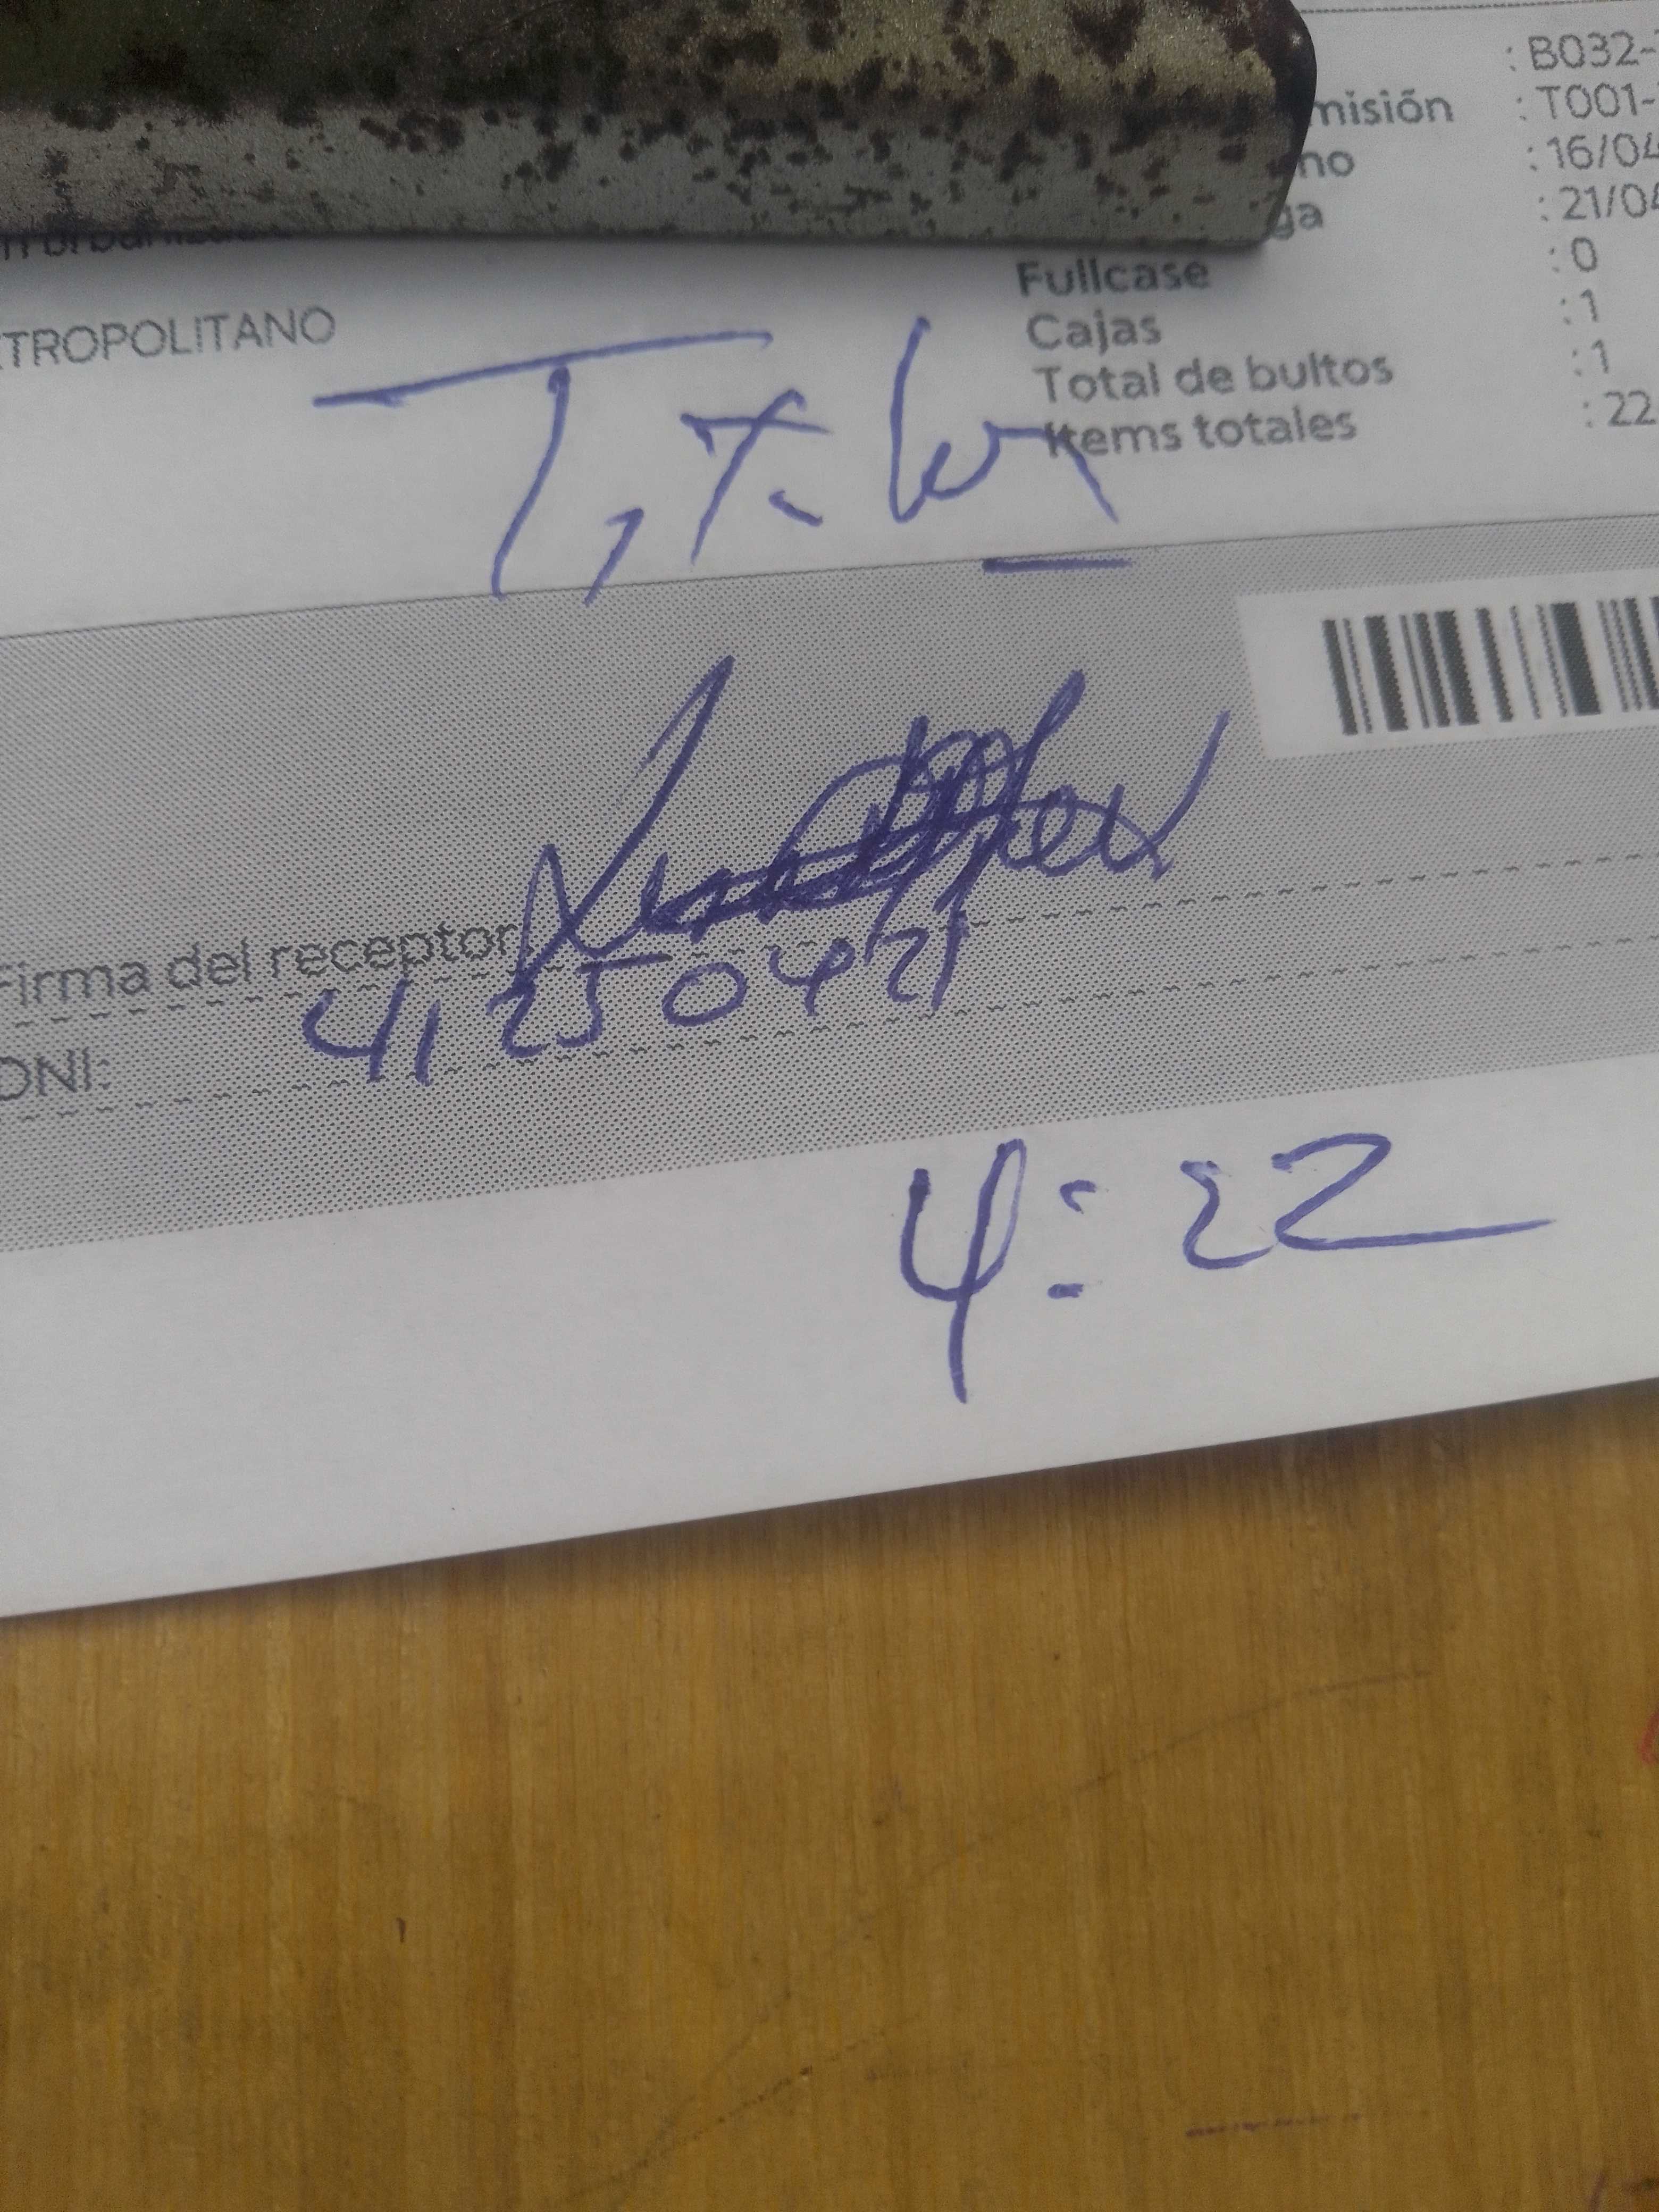 : B032-
misión : T001-
no : 16/04
ga : 21/04
Fullcase : 0
Cajas : 1
Total de bultos : 1
Items totales : 22
TROPOLITANO
Firma del receptor:
DNI: 41250421
4:22